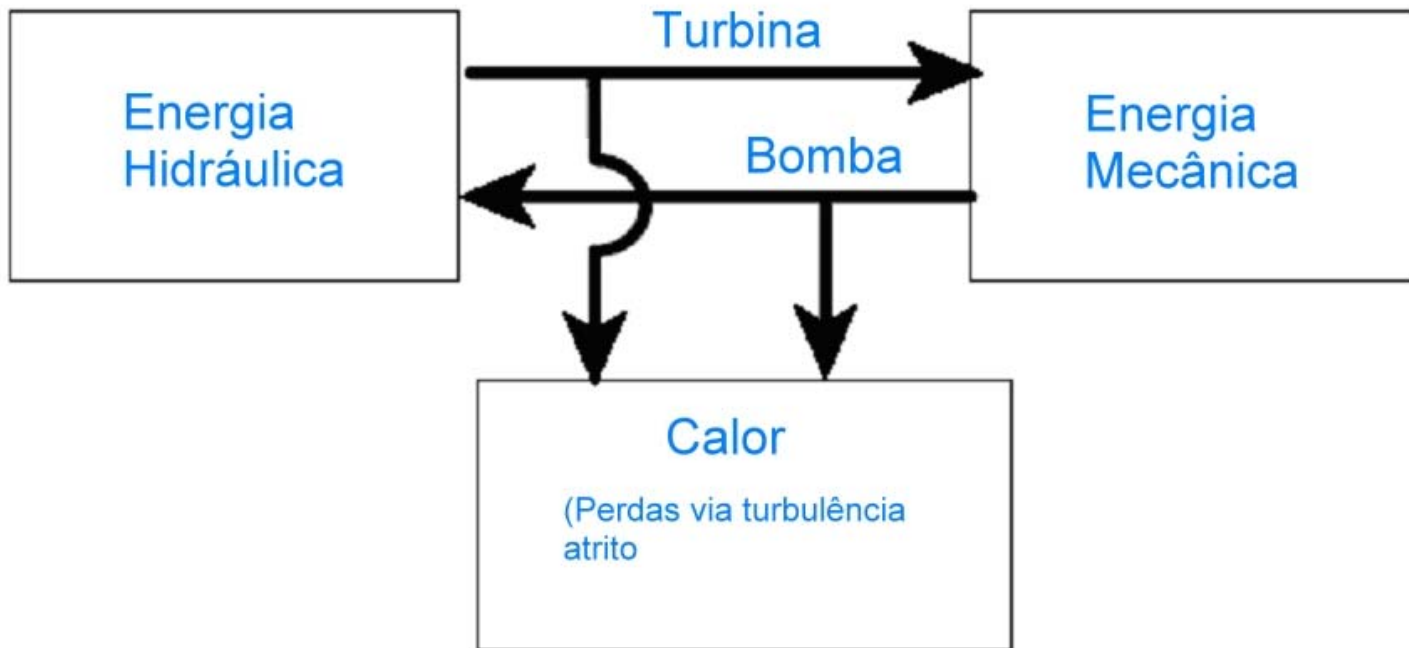 Turbina
Energia
Hidráulica
Bomba
Energia
Mecânica
Calor
(Perdas via turbulência
atrito